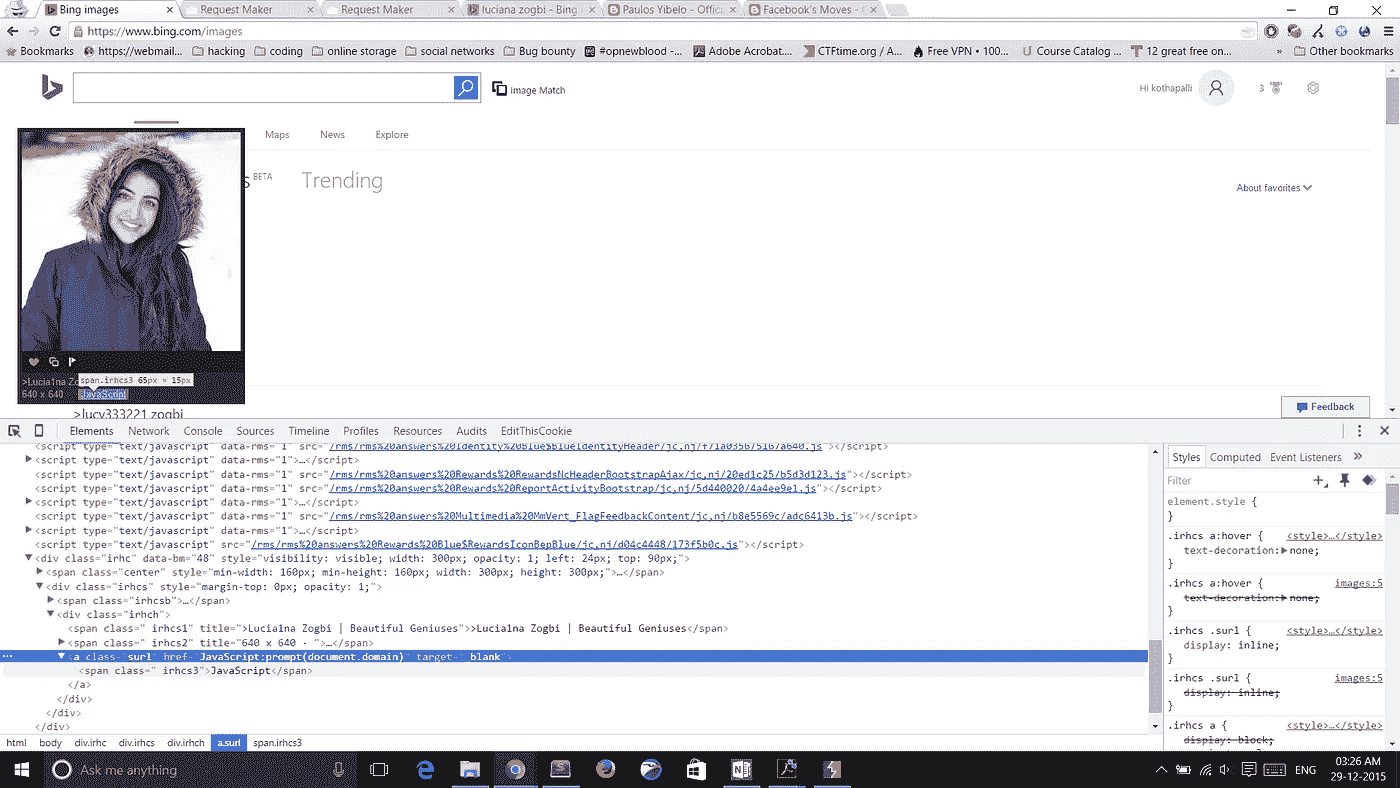 Bing images
Request Maker
Request Maker
luciana zogbi - Bing
Paulos Yibelo - Offic
Facebook's Moves - C
https://www.bing.com/images
Bookmarks https://webmail... hacking coding online storage social networks Bug bounty #opnewblood -... Adobe Acrobat... CTFtime.org / A... Free VPN • 100... Course Catalog ... 12 great free on... » Other bookmarks
Image Match
Hi kothapalli
3
Maps News Explore
s BETA Trending
About favorites
>Lucia1na Zo
span.irhcs3 65px × 15px
640 x 640 JavaScript
>lucy333221 zogbi
Feedback
Elements Network Console Sources Timeline Profiles Resources Audits EditThisCookie
<script type="text/javascript" data-rms="1" src="/rms/rms%20answers%20Identity%20Blue$BlueIdentityHeader/jc,nj/f71a0356/5167a640.js"></script>
<script type="text/javascript" data-rms="1">…</script>
<script type="text/javascript" data-rms="1" src="/rms/rms%20answers%20Rewards%20RewardsNcHeaderBootstrapAjax/jc,nj/20ed1c25/b5d3d123.js"></script>
<script type="text/javascript" data-rms="1" src="/rms/rms%20answers%20Rewards%20ReportActivityBootstrap/jc,nj/5d440020/4a4ee9e1.js"></script>
<script type="text/javascript" data-rms="1">…</script>
<script type="text/javascript" data-rms="1" src="/rms/rms%20answers%20Multimedia%20MmVert_FlagFeedbackContent/jc,nj/b8e5569c/adc6413b.js"></script>
<script type="text/javascript" data-rms="1">…</script>
<script type="text/javascript" src="/rms/rms%20answers%20Rewards%20Blue$RewardsIconBepBlue/jc,nj/d04c4448/173f5b0c.js"></script>
<div class="irhc" data-bm="48" style="visibility: visible; width: 300px; opacity: 1; left: 24px; top: 90px;">
<span class="center" style="min-width: 160px; min-height: 160px; width: 300px; height: 300px;">…</span>
<div class="irhcs" style="margin-top: 0px; opacity: 1;">
<span class="irhcsb">…</span>
<div class="irhch">
<span class=" irhcs1" title=">Lucia1na Zogbi | Beautiful Geniuses">>Lucia1na Zogbi | Beautiful Geniuses</span>
<span class=" irhcs2" title="640 x 640 · ">…</span>
… <a class="surl" href="JavaScript:prompt(document.domain)" target="_blank">
<span class=" irhcs3">JavaScript</span>
</a>
</div>
</div>
</div>
html body div.irhc div.irhcs div.irhch a.surl span.irhcs3
Styles Computed Event Listeners »
Filter
element.style {
}
.irhcs a:hover { <style>…</style>
text-decoration: none;
}
.irhcs a:hover { images:5
text-decoration: none;
}
.irhcs .surl { <style>…</style>
display: inline;
}
.irhcs .surl { images:5
display: inline;
}
.irhcs a { <style>…</style>
display: block;
Ask me anything
ENG
03:26 AM
29-12-2015